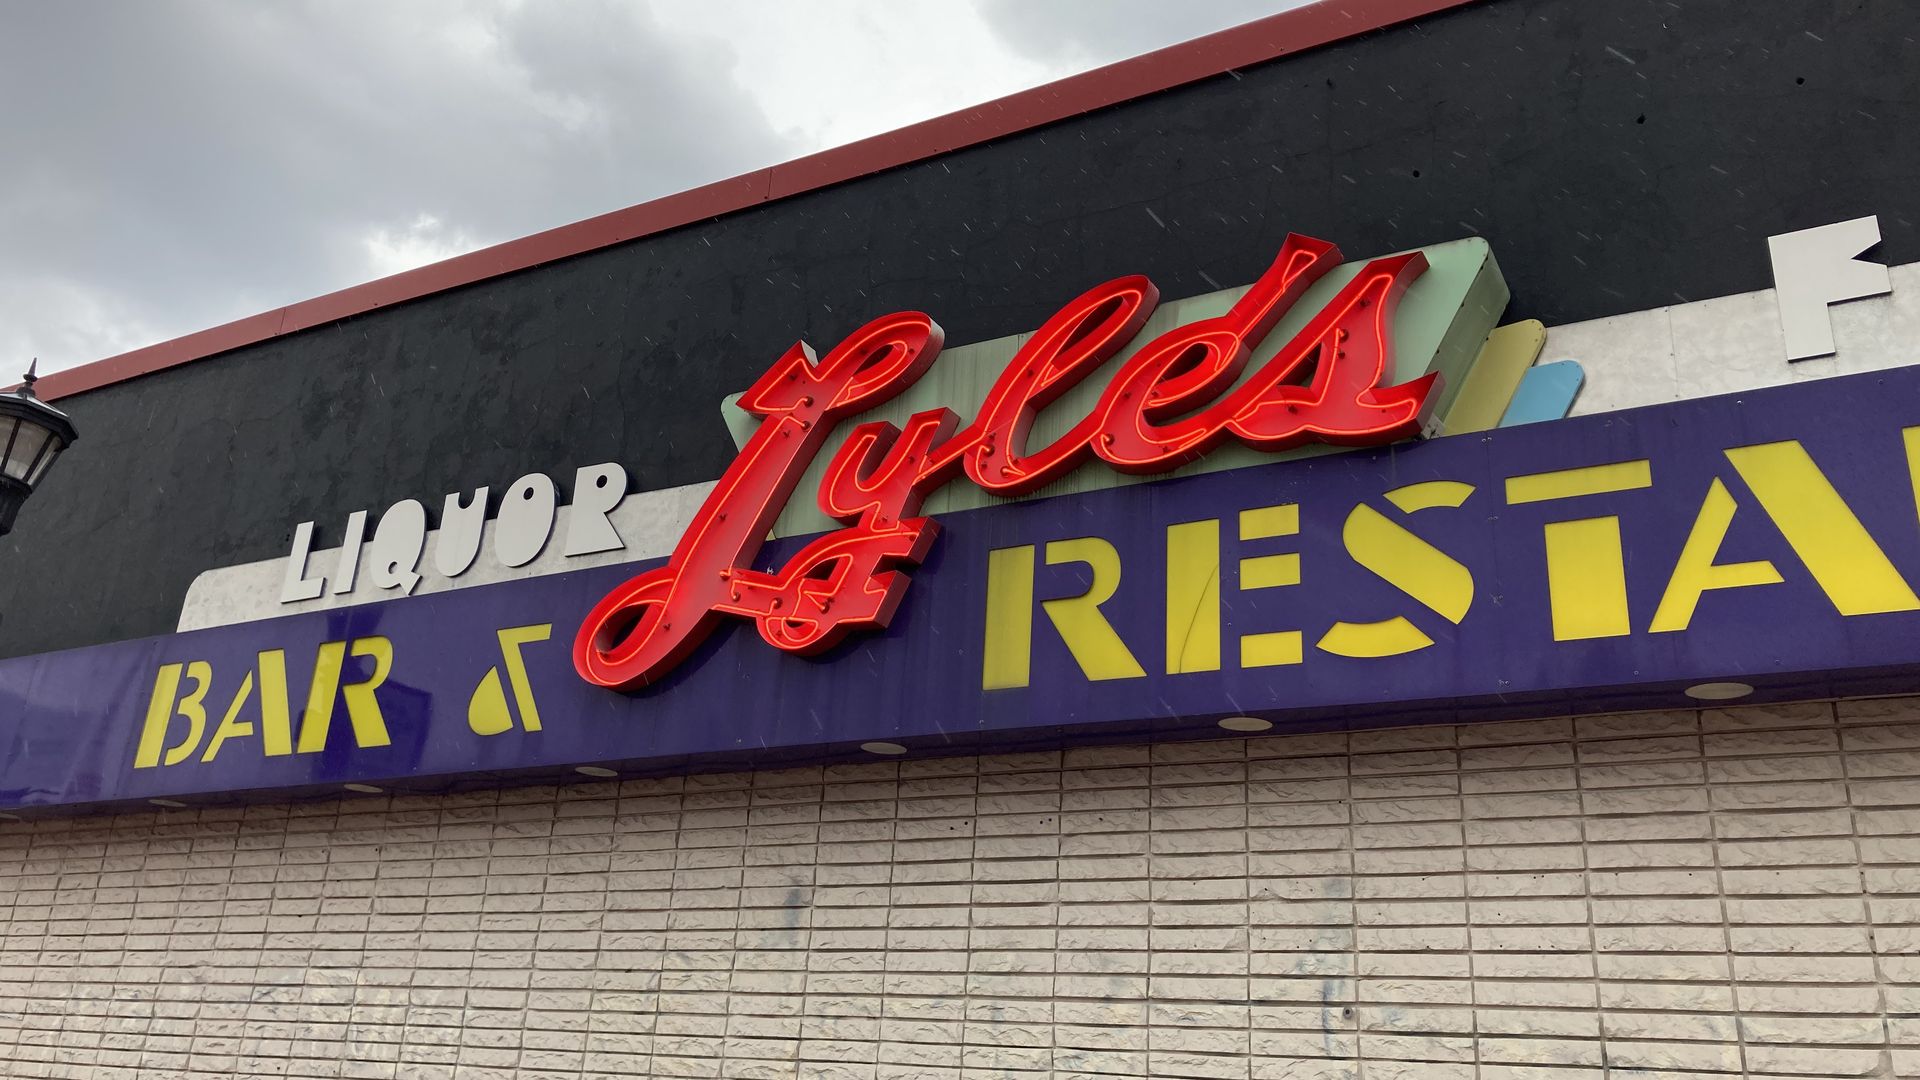 LIQUOR
Lyle's
F
BAR & RESTA